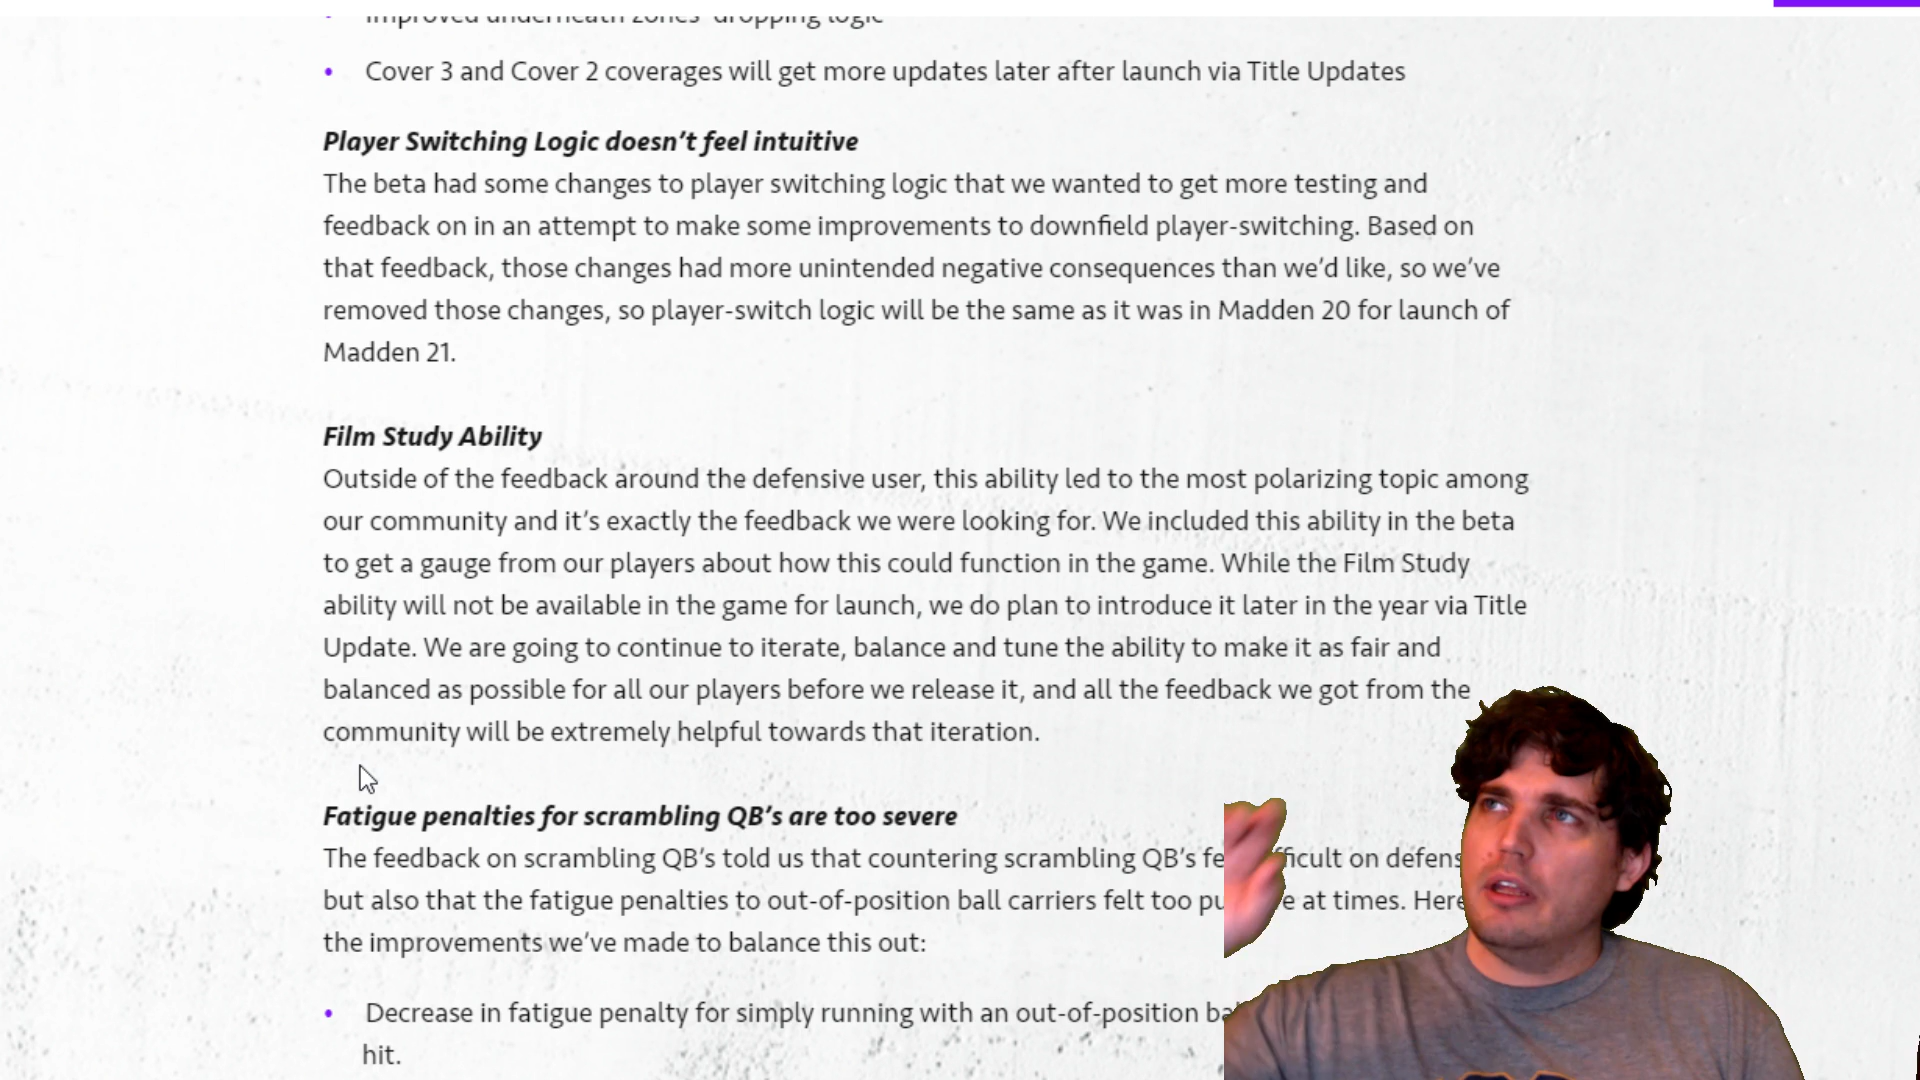 Improved underneath zones' dropping logic
• Cover 3 and Cover 2 coverages will get more updates later after launch via Title Updates
Player Switching Logic doesn't feel intuitive
The beta had some changes to player switching logic that we wanted to get more testing and
feedback on in an attempt to make some improvements to downfield player-switching. Based on
that feedback, those changes had more unintended negative consequences than we'd like, so we've
removed those changes, so player-switch logic will be the same as it was in Madden 20 for launch of
Madden 21.
Film Study Ability
Outside of the feedback around the defensive user, this ability led to the most polarizing topic among
our community and it's exactly the feedback we were looking for. We included this ability in the beta
to get a gauge from our players about how this could function in the game. While the Film Study
ability will not be available in the game for launch, we do plan to introduce it later in the year via Title
Update. We are going to continue to iterate, balance and tune the ability to make it as fair and
balanced as possible for all our players before we release it, and all the feedback we got from the
community will be extremely helpful towards that iteration.
Fatigue penalties for scrambling QB's are too severe
The feedback on scrambling QB's told us that countering scrambling QB's on
but also that the fatigue penalties to out-of-position ball carriers felt too at times. Here
the improvements we've made to balance this out:
• Decrease in fatigue penalty for simply running with an out-of-position
hit.